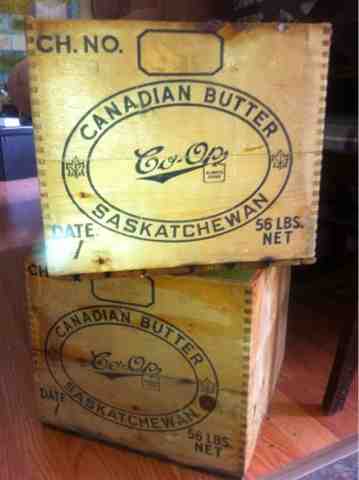 CH. NO.
CANADIAN BUTTER
Co-Op
SASKATCHEWAN
DATE
56 LBS.
NET
CH
CANADIAN BUTTER
Co-Op
SASKATCHEWAN
DATE
56 LBS.
NET